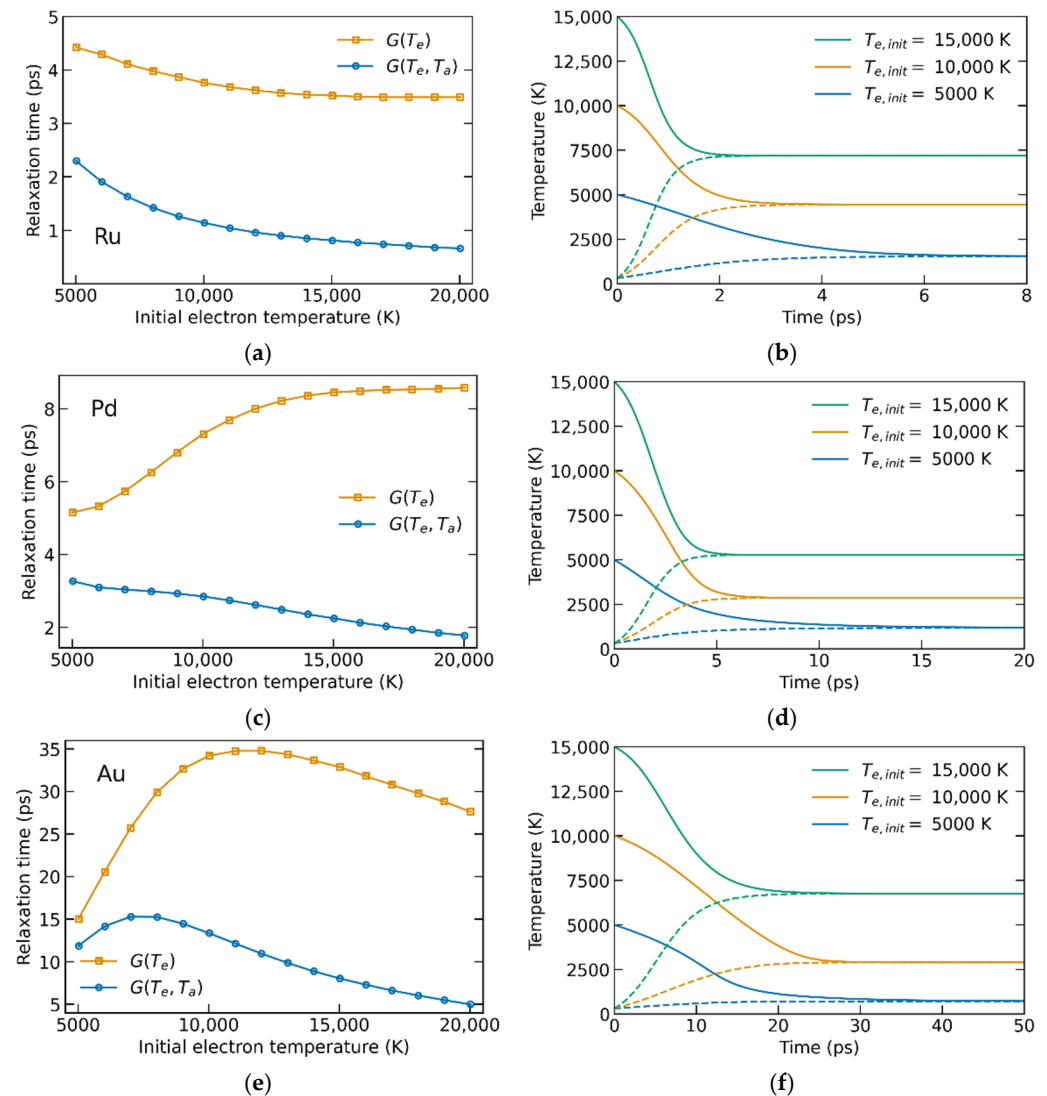 5
4
3
2
1
Relaxation time (ps)
G(Te)
G(Te, Ta)
Ru
5000 10,000 15,000 20,000
Initial electron temperature (K)
(a)
15,000
12,500
10,000
7500
5000
2500
0
Temperature (K)
Te, init = 15,000 K
Te, init = 10,000 K
Te, init = 5000 K
0 2 4 6 8
Time (ps)
(b)
8
6
4
2
Relaxation time (ps)
Pd
G(Te)
G(Te, Ta)
5000 10,000 15,000 20,000
Initial electron temperature (K)
(c)
15,000
12,500
10,000
7500
5000
2500
0
Temperature (K)
Te, init = 15,000 K
Te, init = 10,000 K
Te, init = 5000 K
0 5 10 15 20
Time (ps)
(d)
35
30
25
20
15
10
5
Relaxation time (ps)
Au
G(Te)
G(Te, Ta)
5000 10,000 15,000 20,000
Initial electron temperature (K)
(e)
15,000
12,500
10,000
7500
5000
2500
0
Temperature (K)
Te, init = 15,000 K
Te, init = 10,000 K
Te, init = 5000 K
0 10 20 30 40 50
Time (ps)
(f)